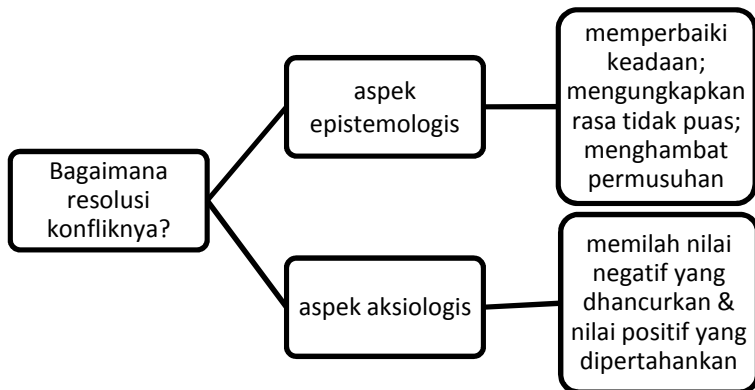 Bagaimana
resolusi
konfliknya?
aspek
epistemologis
memperbaiki
keadaan;
mengungkapkan
rasa tidak puas;
menghambat
permusuhan
aspek aksiologis
memilah nilai
negatif yang
dhancurkan &
nilai positif yang
dipertahankan